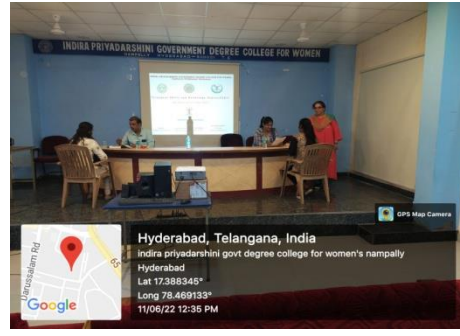 INDIRA PRIYADARSHINI GOVERNMENT DEGREE COLLEGE FOR WOMEN
NAMPALLY
GPS Map Camera
Hyderabad, Telangana, India
indira priyadarshini govt degree college for women's nampally
Hyderabad
Lat 17.388345°
Long 78.469133°
11/06/22 12:35 PM
Darussalam Rd
65
Google